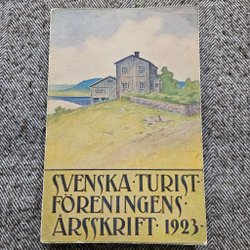 SVENSKA·TURIST-
FÖRENINGENS·
ÅRSSKRIFT·1923·